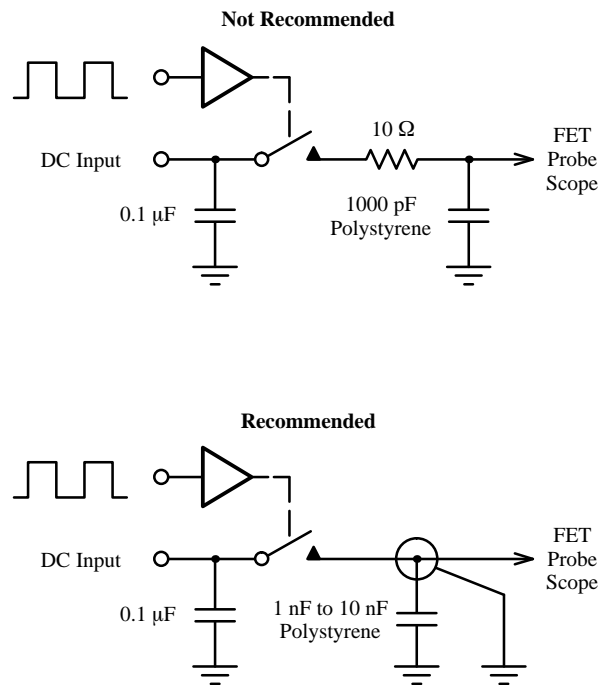 Not Recommended
10 Ω
DC Input
FET
Probe
Scope
0.1 μF
1000 pF
Polystyrene
Recommended
DC Input
FET
Probe
Scope
0.1 μF
1 nF to 10 nF
Polystyrene